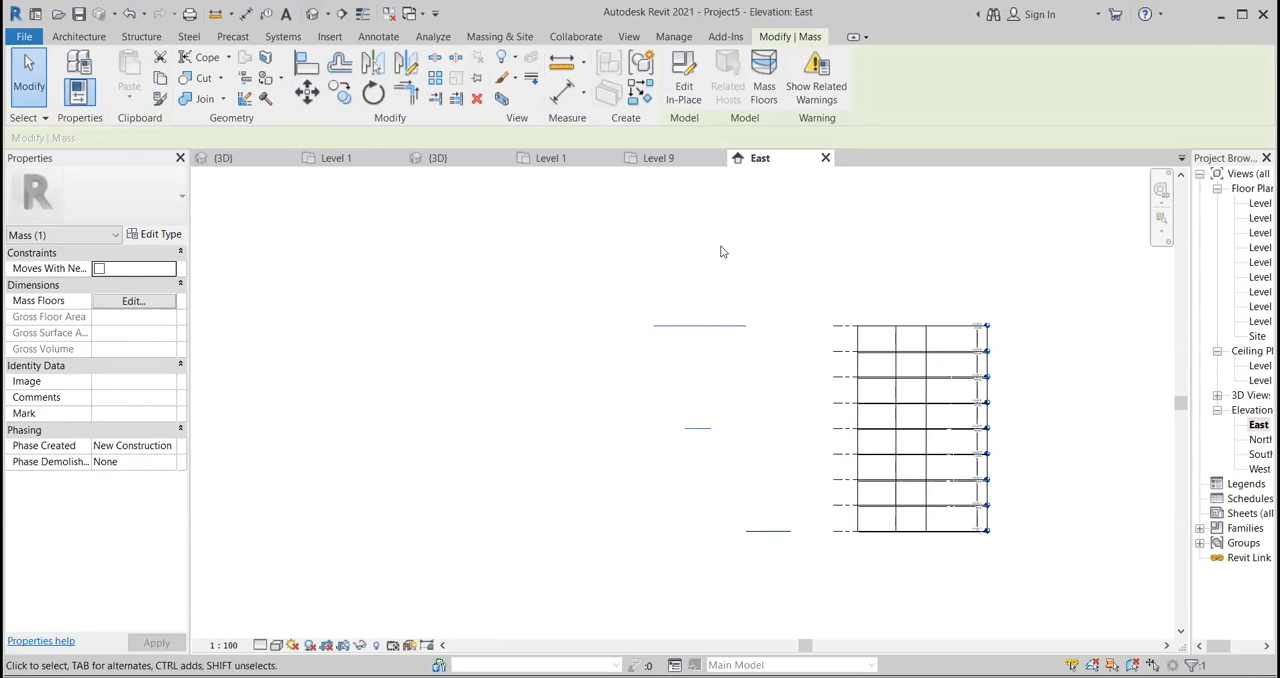 Autodesk Revit 2021 - Project5 - Elevation: East
Sign In
File Architecture Structure Steel Precast Systems Insert Annotate Analyze Massing & Site Collaborate View Manage Add-Ins Modify | Mass
Modify
Paste
Cope
Cut
Join
Edit
In-Place
Related
Hosts
Mass
Floors
Show Related
Warnings
Select Properties Clipboard Geometry Modify View Measure Create Model Model Warning
Modify | Mass
Properties
{3D} Level 1 {3D} Level 1 Level 9 East
Project Brow...
Mass (1) Edit Type
Constraints
Moves With Ne...
Dimensions
Mass Floors Edit...
Gross Floor Area
Gross Surface A...
Gross Volume
Identity Data
Image
Comments
Mark
Phasing
Phase Created New Construction
Phase Demolish... None
Properties help Apply
Views (all
Floor Plan
Level
Level
Level
Level
Level
Level
Level
Level
Level
Site
Ceiling Pl
Level
Level
3D View:
Elevation
East
North
South
West
Legends
Schedules
Sheets (all
Families
Groups
Revit Link
1 : 100
Click to select, TAB for alternates, CTRL adds, SHIFT unselects.
:0
Main Model
:1